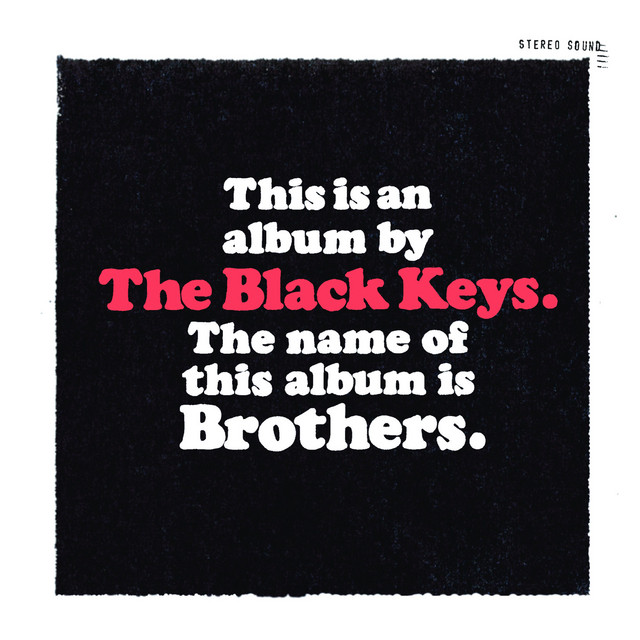 STEREO SOUND
This is an
album by
The Black Keys.
The name of
this album is
Brothers.